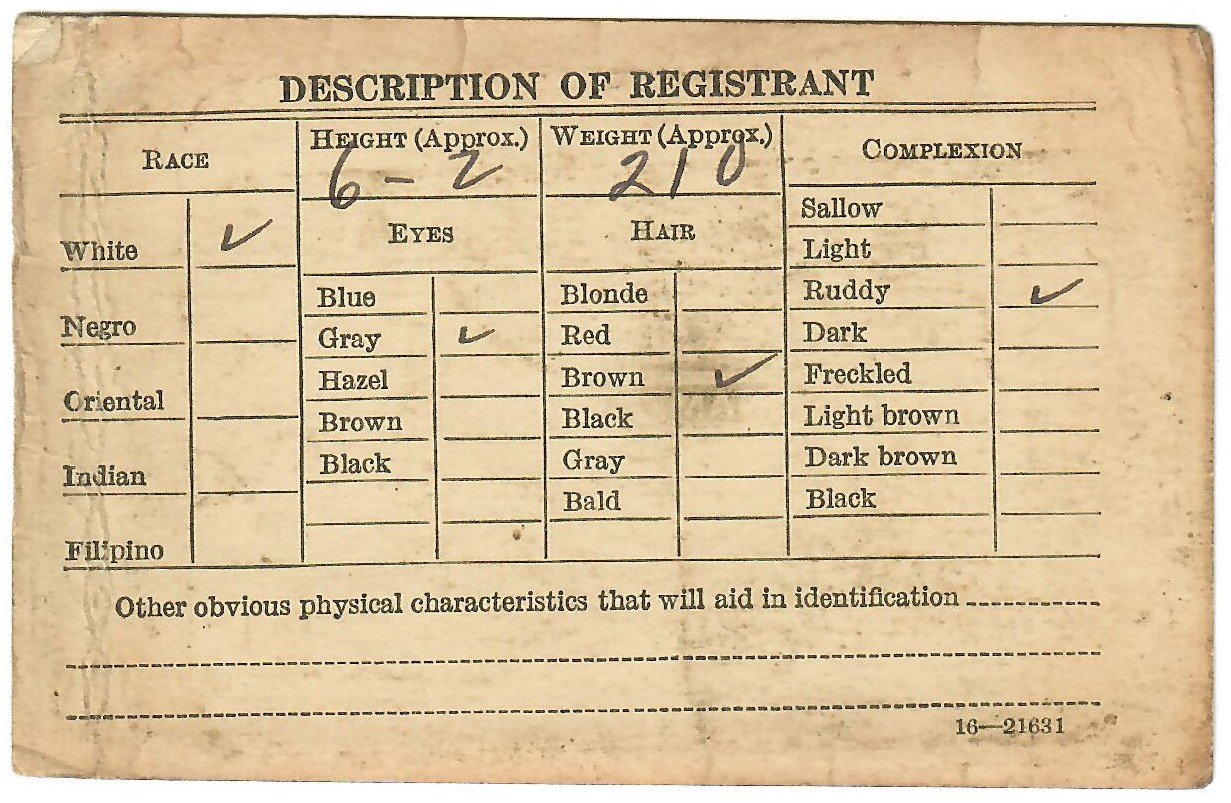 DESCRIPTION OF REGISTRANT
RACE HEIGHT (Approx.) WEIGHT (Approx.) COMPLEXION
6-2 210
White ✓
Negro
Oriental
Indian
Filipino
EYES
Blue
Gray ✓
Hazel
Brown
Black
HAIR
Blonde
Red
Brown ✓
Black
Gray
Bald
Sallow
Light
Ruddy ✓
Dark
Freckled
Light brown
Dark brown
Black
Other obvious physical characteristics that will aid in identification
16—21631